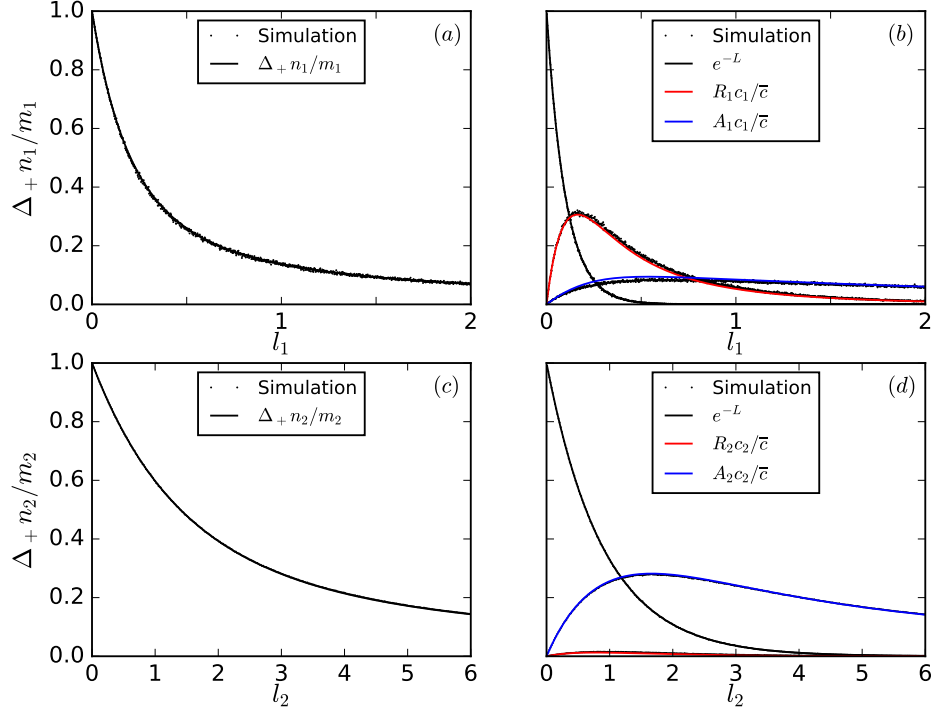 1.0
0.8
0.6
0.4
0.2
0.0
Δ₊n₁/m₁
0 1 2
l₁
(a)
Simulation
Δ₊n₁/m₁
(b)
Simulation
e^{−L}
R₁c₁/c̅
A₁c₁/c̅
0.0
0 1 2
l₁
1.0
0.8
0.6
0.4
0.2
0.0
Δ₊n₂/m₂
0 1 2 3 4 5 6
l₂
(c)
Simulation
Δ₊n₂/m₂
(d)
Simulation
e^{−L}
R₂c₂/c̅
A₂c₂/c̅
0 1 2 3 4 5 6
l₂